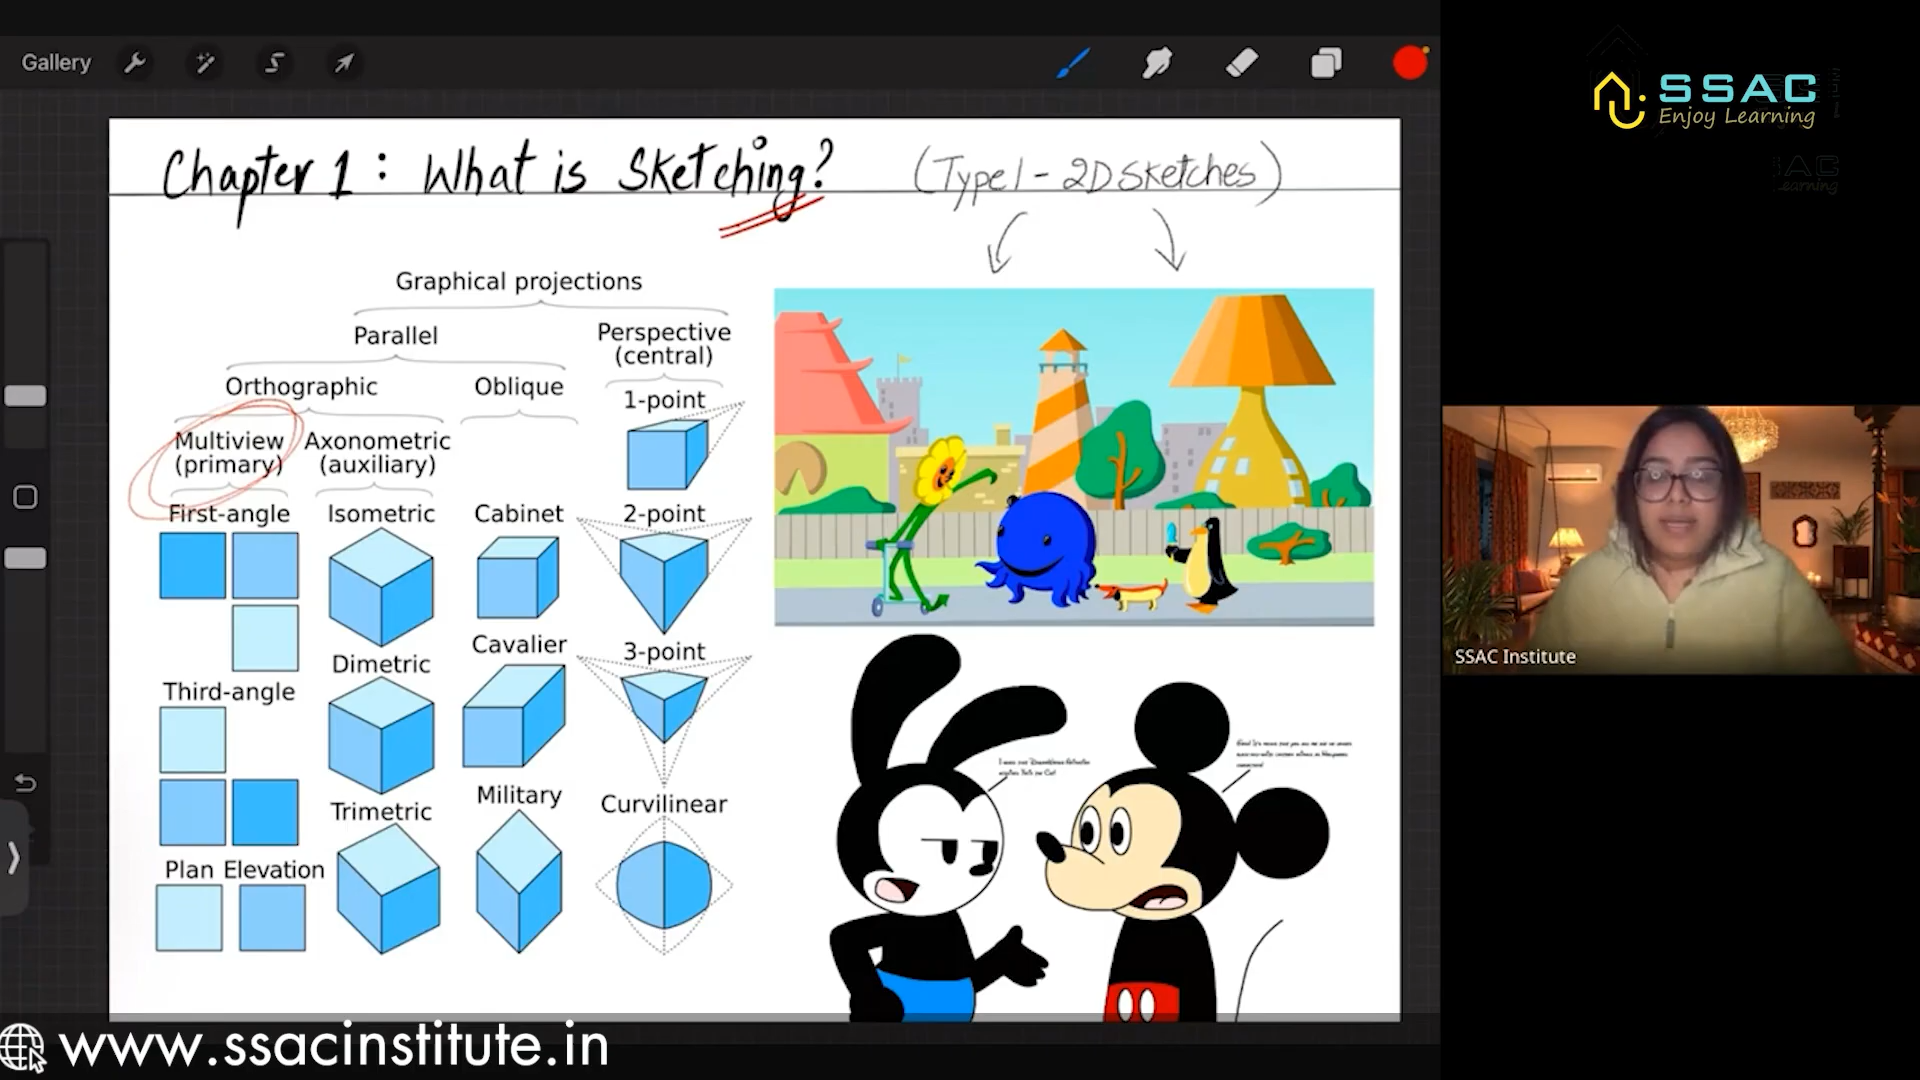 Gallery
SSAC
Enjoy Learning
Chapter 1 : What is Sketching?
(Type 1 - 2D Sketches)
Graphical projections
Parallel
Perspective
(central)
Orthographic
Oblique
1-point
Multiview
(primary)
Axonometric
(auxiliary)
First-angle
Isometric
Cabinet
2-point
Dimetric
Cavalier
3-point
Third-angle
Trimetric
Military
Curvilinear
Plan
Elevation
SSAC Institute
www.ssacinstitute.in